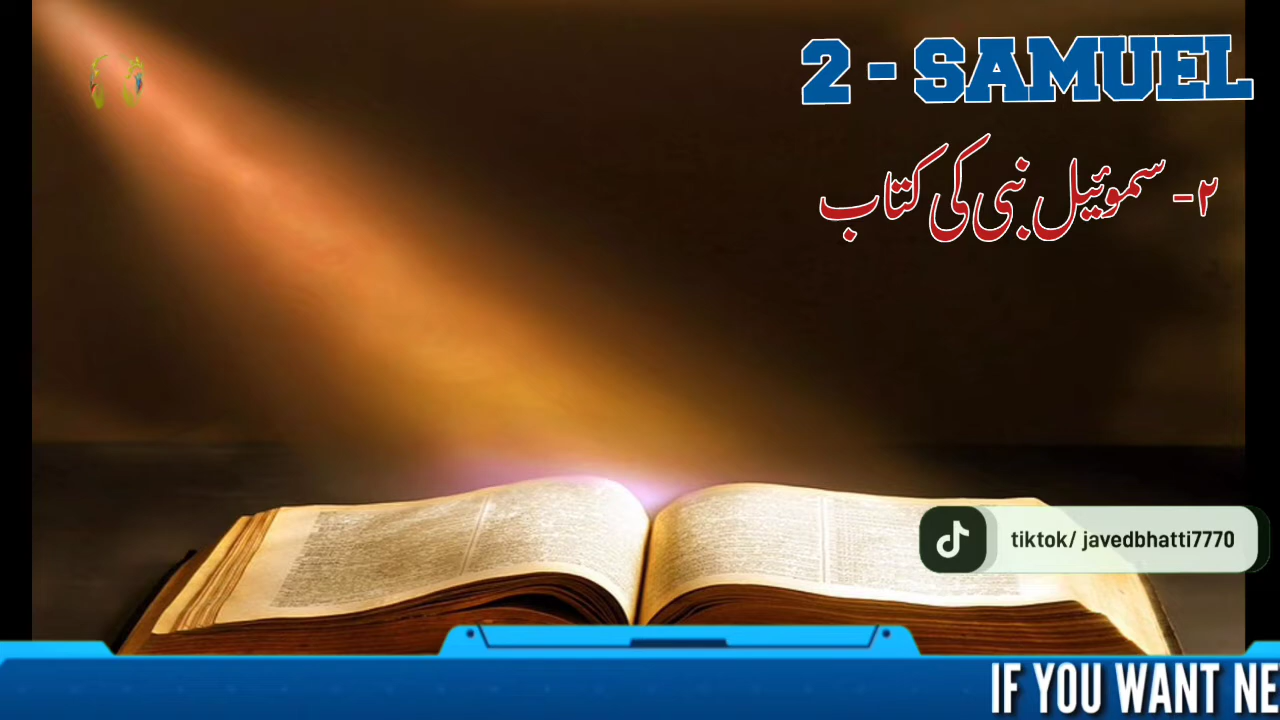 2 - SAMUEL
۲- سموئیل نبی کی کتاب
tiktok/ javedbhatti7770
IF YOU WANT NE